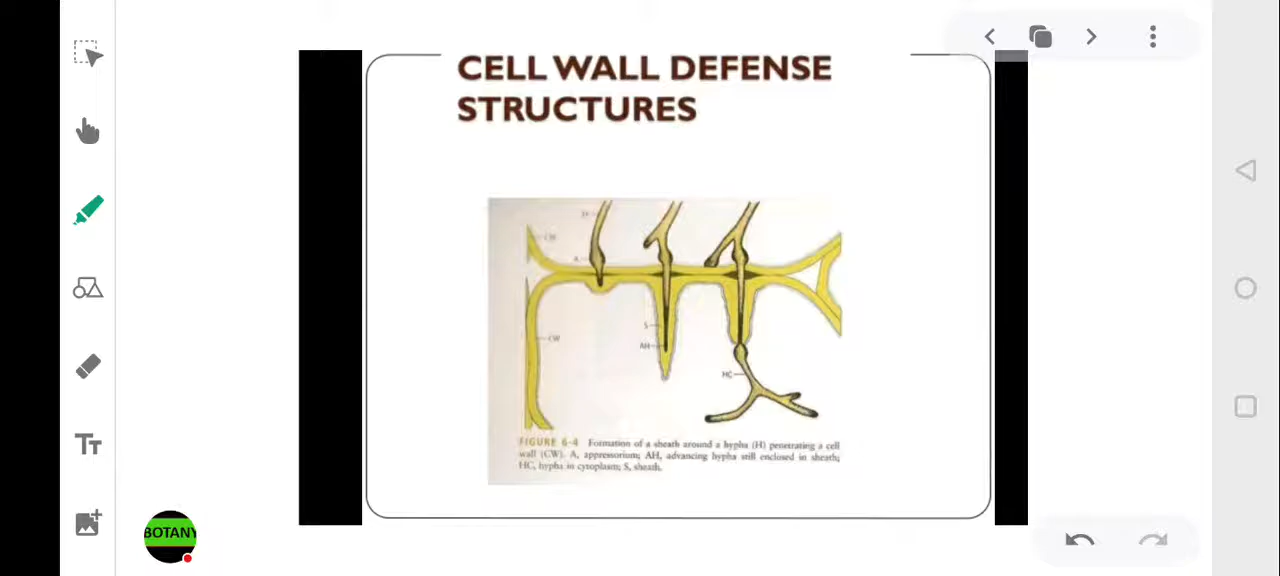 CELL WALL DEFENSE
STRUCTURES
H
CW
A
S
CW
AH
HC
FIGURE 6-4 Formation of a sheath around a hypha (H) penetrating a cell
wall (CW). A, appressorium; AH, advancing hypha still enclosed in sheath;
HC, hypha in cytoplasm; S, sheath.
Tт
BOTANY